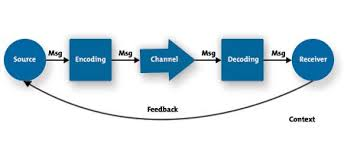 Source Msg Encoding Msg Channel Msg Decoding Msg Receiver
Feedback
Context